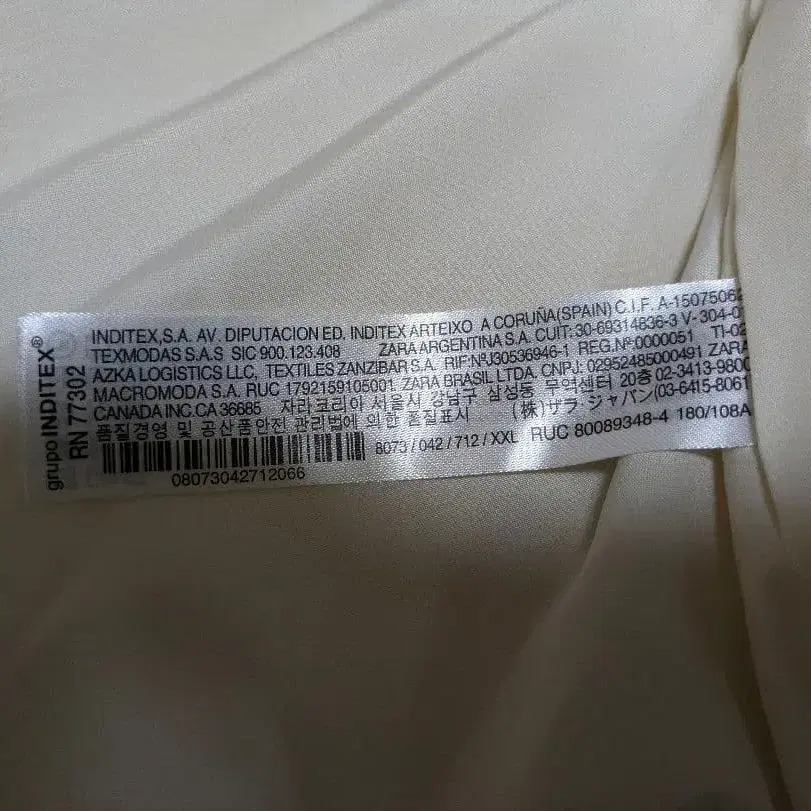 grupo INDITEX®
RN 77302
INDITEX,S.A. AV. DIPUTACION ED. INDITEX ARTEIXO A CORUÑA(SPAIN) C.I.F. A-1507506
TEXMODAS S.A.S SIC 900.123.408 ZARA ARGENTINA S.A. CUIT: 30-69314836-3 V-304-0
AZKA LOGISTICS LLC, TEXTILES ZANZIBAR S.A. RIF:NºJ30536946-1 REG.Nº:0000051 TI-02
MACROMODA S.A. RUC 1792159105001 ZARA BRASIL LTDA. CNPJ: 02952485000491 ZARA
CANADA INC.CA 36685 자라코리아 서울시 강남구 삼성동 무역센터 20층 02-3413-980
품질경영 및 공산품안전 관리법에 의한 품질표시 (株)ザラ・ジャパン(03-6415-8061
8073 / 042 / 712 / XXL RUC 80089348-4 180/108A
08073042712066